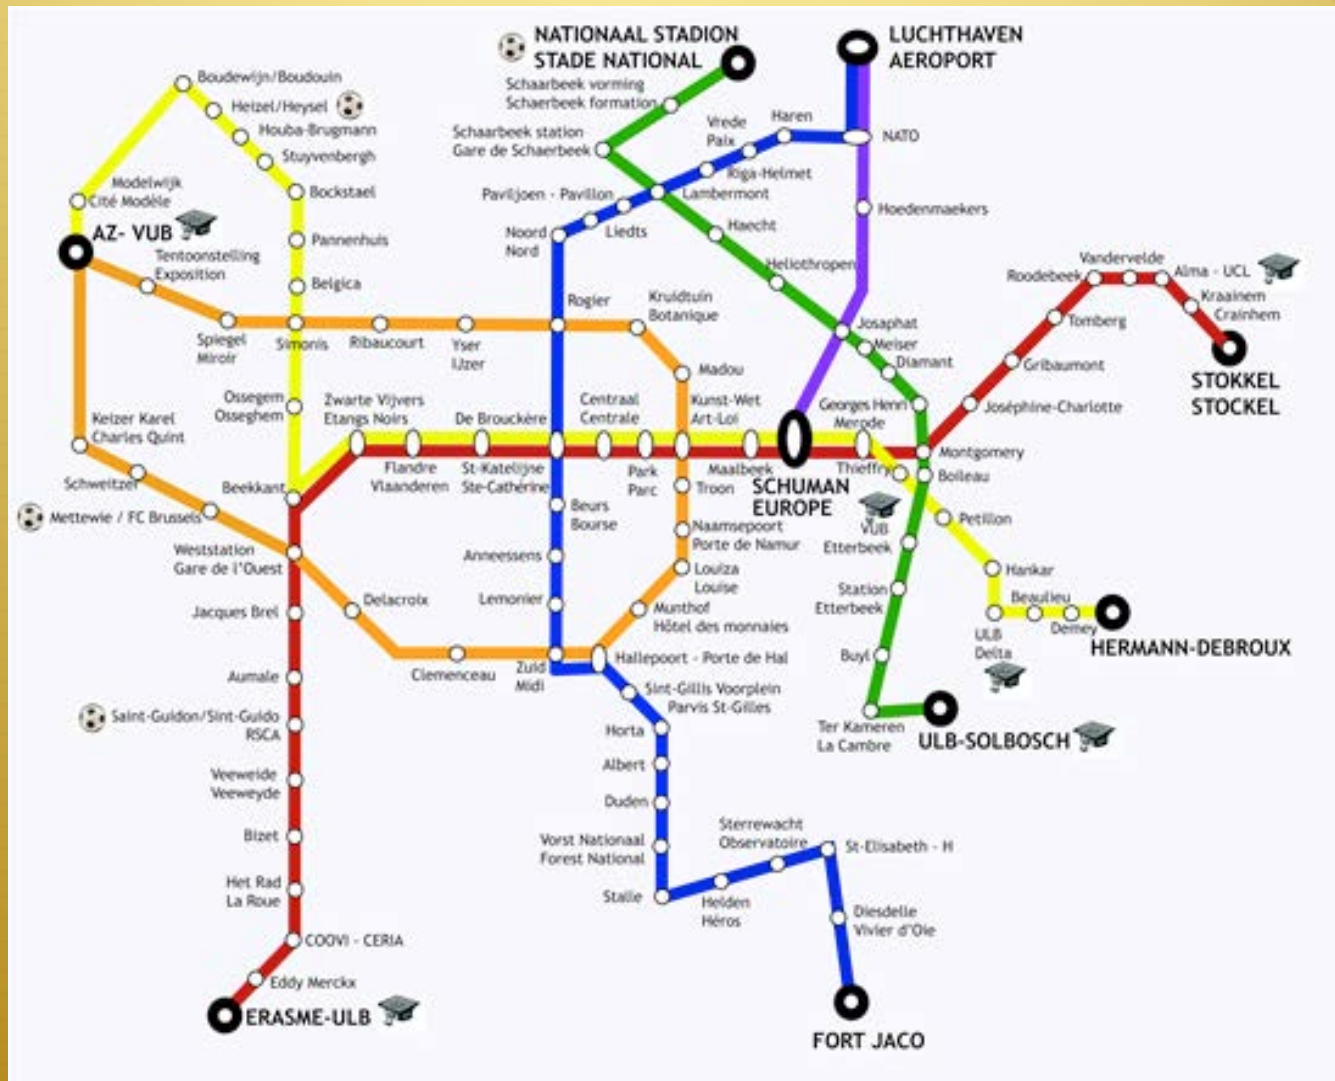 NATIONAAL STADION
STADE NATIONAL
LUCHTHAVEN
AEROPORT
Boudewijn/Boudouin
Heizel/Heysel
Houba-Brugmann
Stuyvenbergh
Bockstael
Pannenhuis
Belgica
Simonis
Ossegem
Osseghem
Modelwijk
Cité Modèle
AZ- VUB
Tentoonstelling
Exposition
Spiegel
Miroir
Ribaucourt
Yser
IJzer
Rogier
Kruidtuin
Botanique
Madou
Kunst-Wet
Art-Loi
Schaarbeek vorming
Schaerbeek formation
Schaarbeek station
Gare de Schaerbeek
Vrede
Paix
Haren
NATO
Riga-Helmet
Lambermont
Paviljoen - Pavillon
Liedts
Noord
Nord
Haecht
Heliothropen
Hoedenmaekers
Josaphat
Meiser
Diamant
Georges Henri
Merode
Montgomery
Boileau
Thieffry
Petillon
Hankar
Beaulieu
Demey
ULB
Delta
HERMANN-DEBROUX
Vandervelde
Roodebeek
Alma - UCL
Kraainem
Crainhem
Tomberg
Gribaumont
Joséphine-Charlotte
STOKKEL
STOCKEL
Keizer Karel
Charles Quint
Schweitzer
Mettewie / FC Brussels
Zwarte Vijvers
Etangs Noirs
De Brouckère
Centraal
Centrale
Flandre
Vlaanderen
St-Katelijne
Ste-Cathérine
Park
Parc
Maalbeek
Troon
SCHUMAN
EUROPE
Beekkant
Weststation
Gare de l'Ouest
Beurs
Bourse
Naamsepoort
Porte de Namur
VUB
Etterbeek
Anneessens
Louiza
Louise
Lemonier
Munthof
Hôtel des monnaies
Station
Etterbeek
Jacques Brel
Delacroix
Clemenceau
Zuid
Midi
Hallepoort - Porte de Hal
Buyl
Aumale
Sint-Gillis Voorplein
Parvis St-Gilles
Saint-Guidon/Sint-Guido
RSCA
Horta
Ter Kameren
La Cambre
ULB-SOLBOSCH
Veeweide
Veeweyde
Albert
Duden
Bizet
Vorst Nationaal
Forest National
Sterrewacht
Observatoire
St-Elisabeth - H
Het Rad
La Roue
Stalle
Helden
Héros
Diesdelle
Vivier d'Oie
COOVI - CERIA
Eddy Merckx
ERASME-ULB
FORT JACO